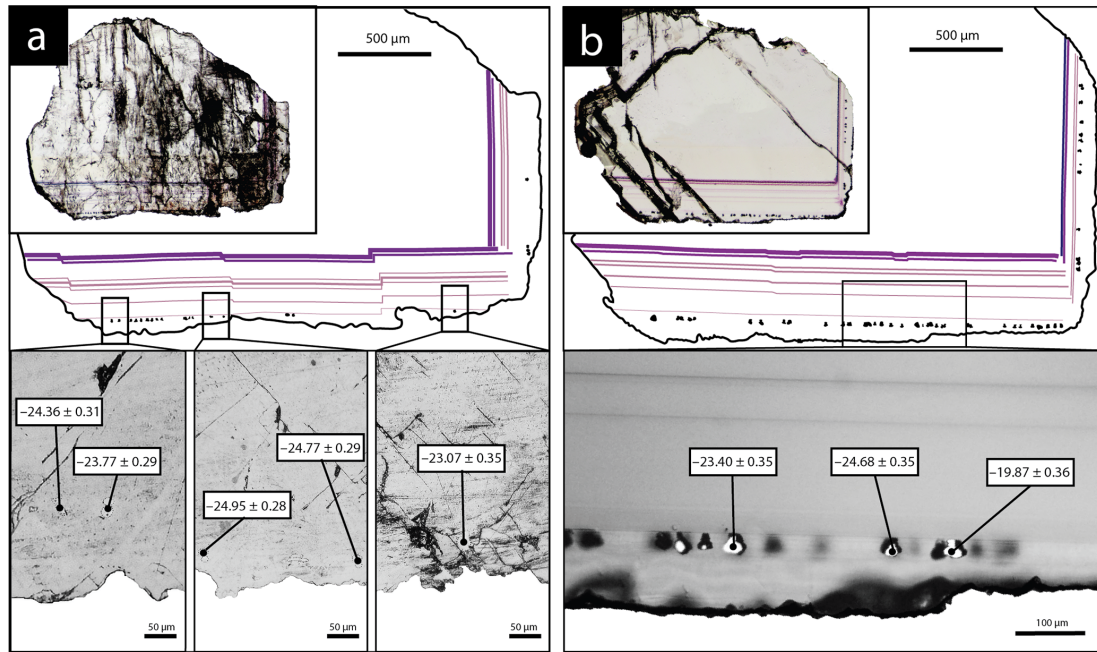 a
500 µm
b
500 µm
−24.36 ± 0.31
−23.77 ± 0.29
−24.77 ± 0.29
−24.95 ± 0.28
−23.07 ± 0.35
−23.40 ± 0.35
−24.68 ± 0.35
−19.87 ± 0.36
50 µm
50 µm
50 µm
100 µm